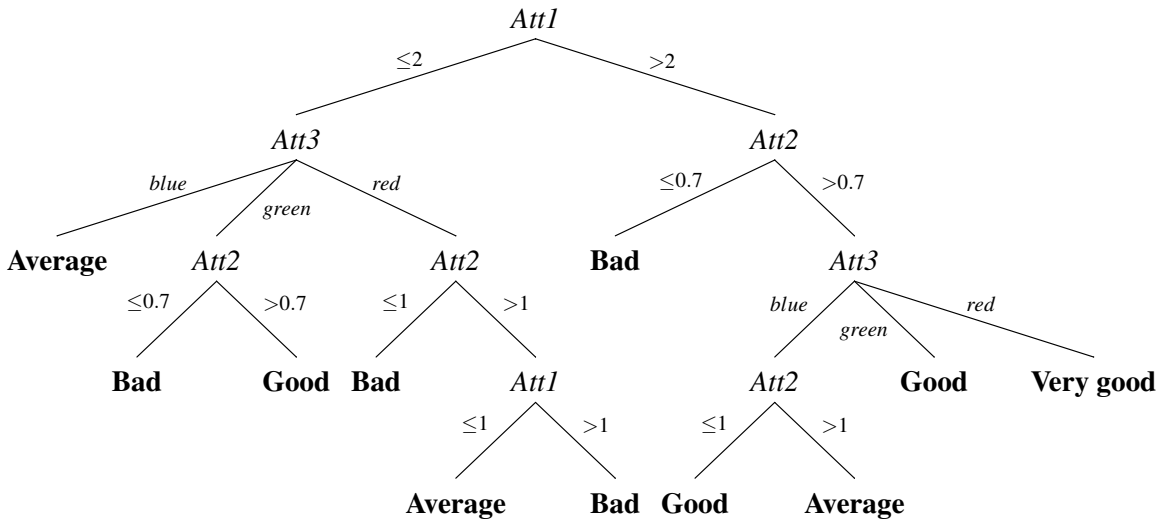 Att1
≤2 >2
Att3 Att2
blue green red ≤0.7 >0.7
Average Att2 Att2 Bad Att3
≤0.7 >0.7 ≤1 >1 blue green red
Bad Good Bad Att1 Att2 Good Very good
≤1 >1 ≤1 >1
Average Bad Good Average